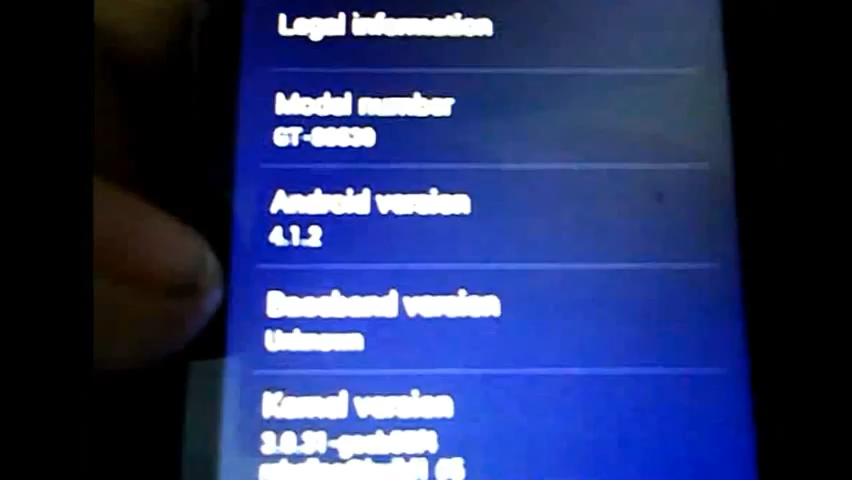 Legal information
Model number
Android version
4.1.2
Baseband version
Unknown
Kernel version